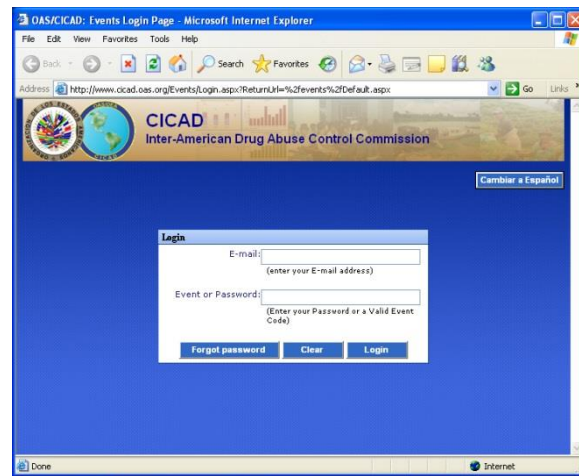 OAS/CICAD: Events Login Page - Microsoft Internet Explorer
File Edit View Favorites Tools Help
Back Search Favorites
Address http://www.cicad.oas.org/Events/Login.aspx?ReturnUrl=%2fevents%2fDefault.aspx Go Links
CICAD
Inter-American Drug Abuse Control Commission
Cambiar a Español
Login
E-mail:
(enter your E-mail address)
Event or Password:
(Enter your Password or a Valid Event
Code)
Forgot password Clear Login
Done Internet